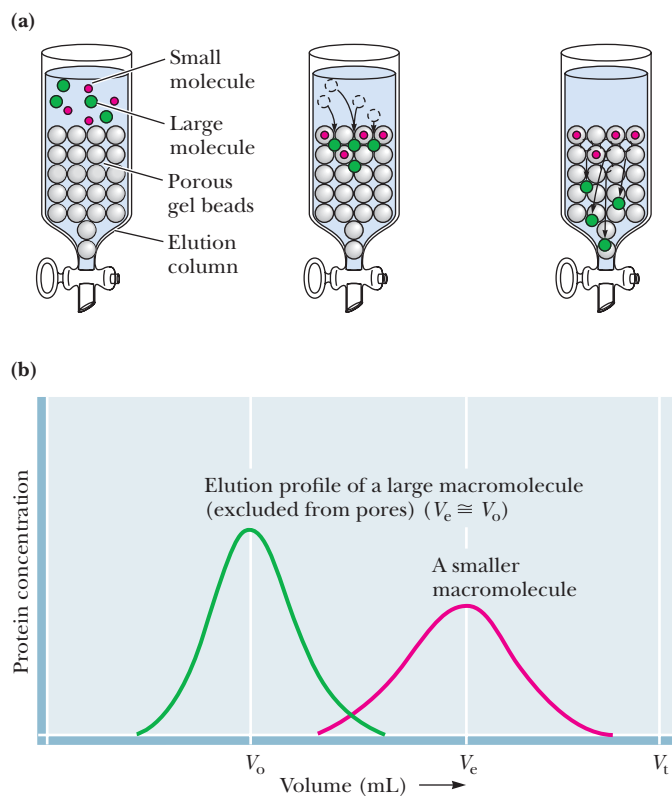 (a)
Small
molecule
Large
molecule
Porous
gel beads
Elution
column
(b)
Protein concentration
Elution profile of a large macromolecule
(excluded from pores) (Vₑ ≅ Vₒ)
A smaller
macromolecule
Vₒ
Vₑ
Vₜ
Volume (mL)